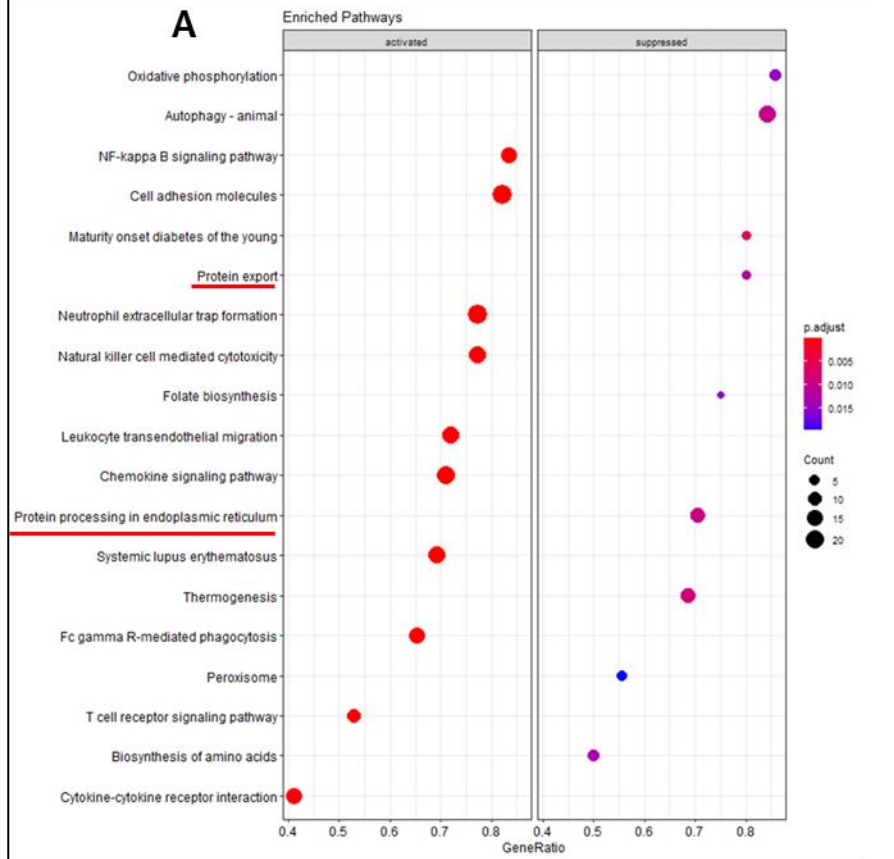 A
Enriched Pathways
activated
suppressed
Oxidative phosphorylation
Autophagy - animal
NF-kappa B signaling pathway
Cell adhesion molecules
Maturity onset diabetes of the young
Protein export
Neutrophil extracellular trap formation
Natural killer cell mediated cytotoxicity
Folate biosynthesis
Leukocyte transendothelial migration
Chemokine signaling pathway
Protein processing in endoplasmic reticulum
Systemic lupus erythematosus
Thermogenesis
Fc gamma R-mediated phagocytosis
Peroxisome
T cell receptor signaling pathway
Biosynthesis of amino acids
Cytokine-cytokine receptor interaction
0.4 0.5 0.6 0.7 0.8 0.4 0.5 0.6 0.7 0.8
GeneRatio
p.adjust
0.005
0.010
0.015
Count
5
10
15
20